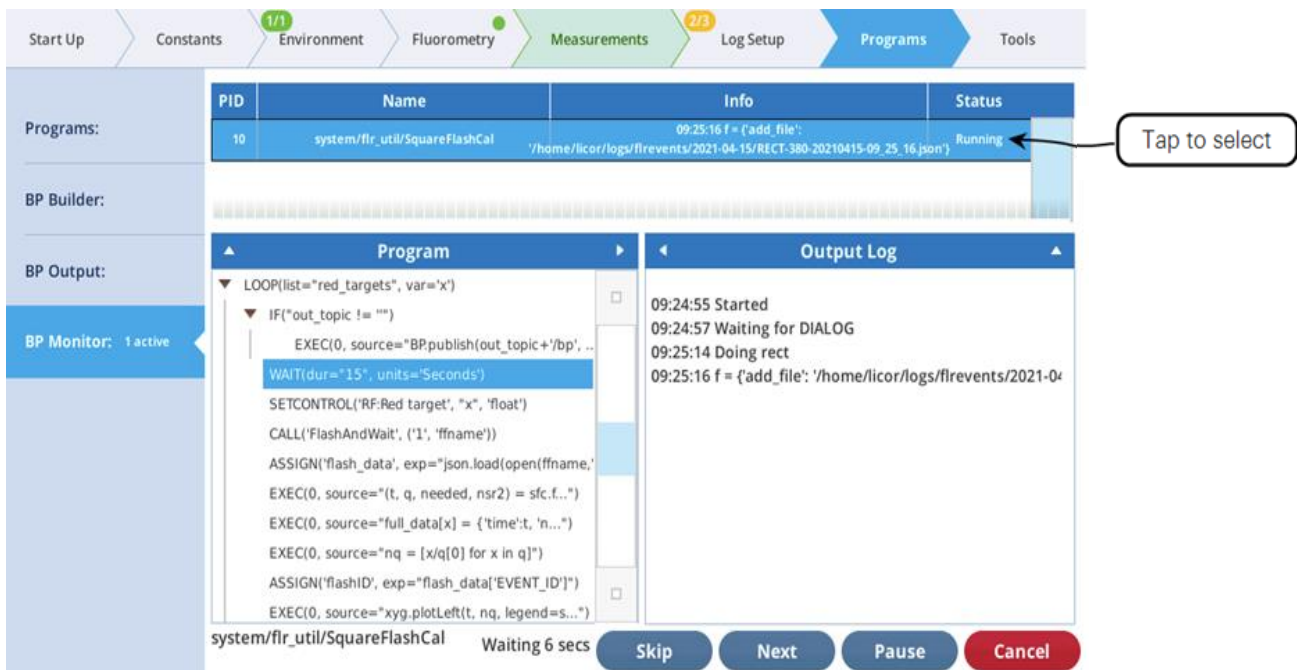 1/1
2/3
Start Up
Constants
Environment
Fluorometry
Measurements
Log Setup
Programs
Tools
Programs:
BP Builder:
BP Output:
BP Monitor: 1 active
PID
Name
Info
Status
10
system/flr_util/SquareFlashCal
09:25:16 f = {'add_file':
'/home/licor/logs/flrevents/2021-04-15/RECT-380-20210415-09_25_16.json'}
Running
Tap to select
Program
LOOP(list="red_targets", var='x')
IF("out_topic != '"")
EXEC(0, source="BP.publish(out_topic+'/bp', ..
WAIT(dur="15", units='Seconds')
SETCONTROL('RF:Red target', "x", 'float')
CALL('FlashAndWait', ('1', 'ffname'))
ASSIGN('flash_data', exp="json.load(open(ffname,'
EXEC(0, source="(t, q, needed, nsr2) = sfc.f...")
EXEC(0, source="full_data[x] = {'time':t, 'n...")
EXEC(0, source="nq = [x/q[0] for x in q]")
ASSIGN('flashID', exp="flash_data['EVENT_ID']")
EXEC(0, source="xyg.plotLeft(t, nq, legend=s...")
Output Log
09:24:55 Started
09:24:57 Waiting for DIALOG
09:25:14 Doing rect
09:25:16 f = {'add_file': '/home/licor/logs/flrevents/2021-04
system/flr_util/SquareFlashCal
Waiting 6 secs
Skip
Next
Pause
Cancel